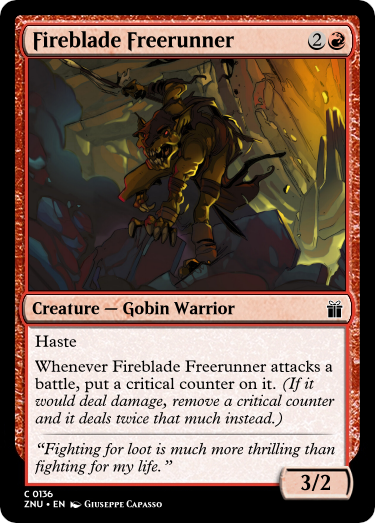 Fireblade Freerunner 2
Creature — Gobin Warrior
Haste
Whenever Fireblade Freerunner attacks a
battle, put a critical counter on it. (If it
would deal damage, remove a critical counter
and it deals twice that much instead.)
“Fighting for loot is much more thrilling than
fighting for my life.”
3/2
C 0136
ZNU • EN Giuseppe Capasso